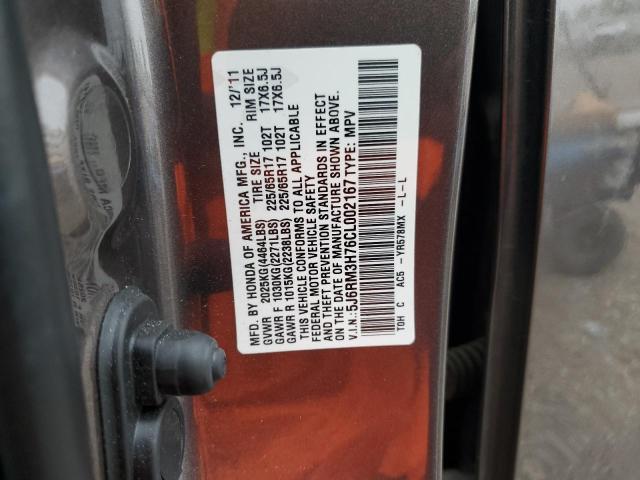 MFD. BY HONDA OF AMERICA MFG., INC. 12/'11
TIRE SIZE RIM SIZE
GVWR 2025KG(4464LBS)
GAWR F 1030KG(2271LBS) 225/65R17 102T 17X6.5J
GAWR R 1015KG(2238LBS) 225/65R17 102T 17X6.5J
THIS VEHICLE CONFORMS TO ALL APPLICABLE
FEDERAL MOTOR VEHICLE SAFETY
AND THEFT PREVENTION STANDARDS IN EFFECT
ON THE DATE OF MANUFACTURE SHOWN ABOVE.
V.I.N.: 5J6RM3H76CL002167 TYPE: MPV
TOH C AC5 - YR578MX - L - L